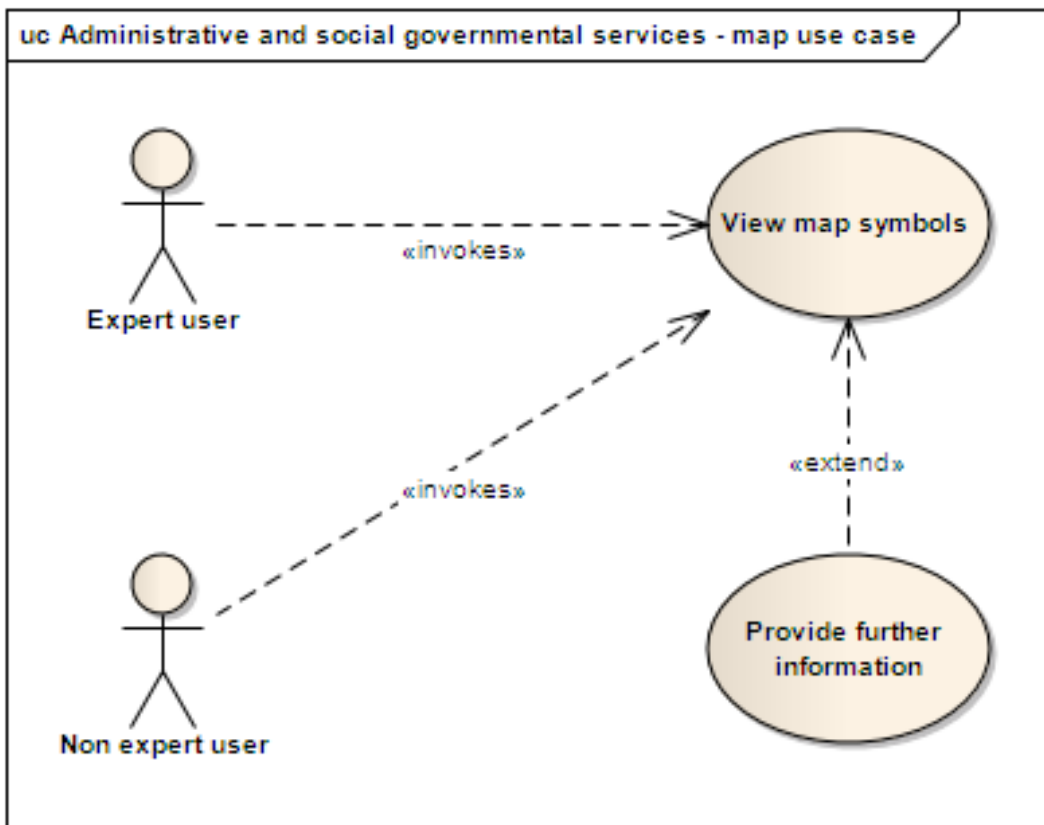 uc Administrative and social governmental services - map use case
View map symbols
«invokes»
Expert user
«extend»
«invokes»
Provide further
information
Non expert user